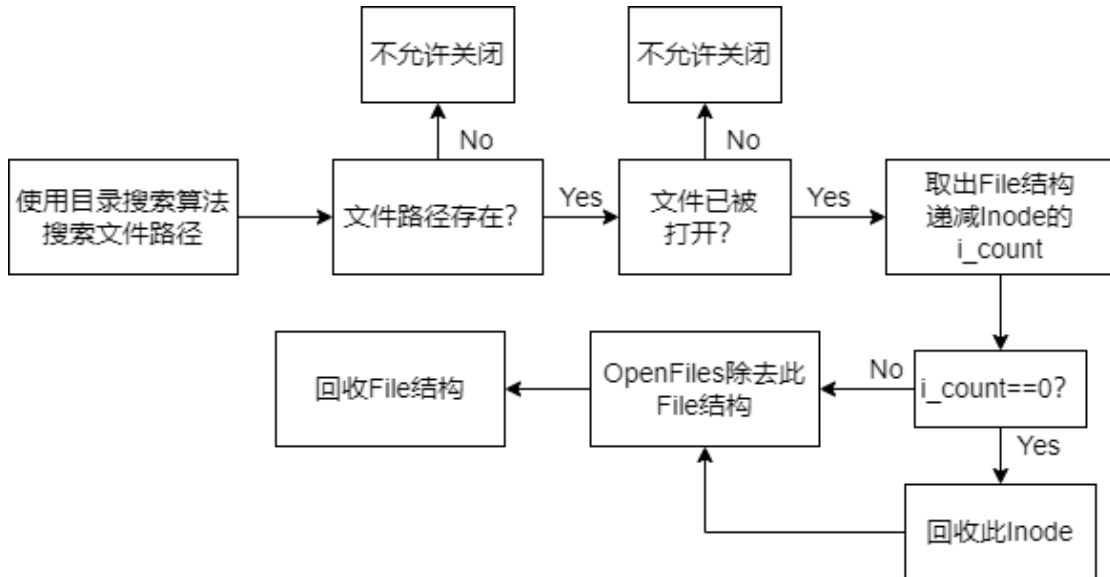 不允许关闭
不允许关闭
No
No
使用目录搜索算法
搜索文件路径
文件路径存在?
Yes
文件已被
打开?
Yes
取出File结构
递减Inode的
i_count
回收File结构
OpenFiles除去此
File结构
No
i_count==0?
Yes
回收此Inode